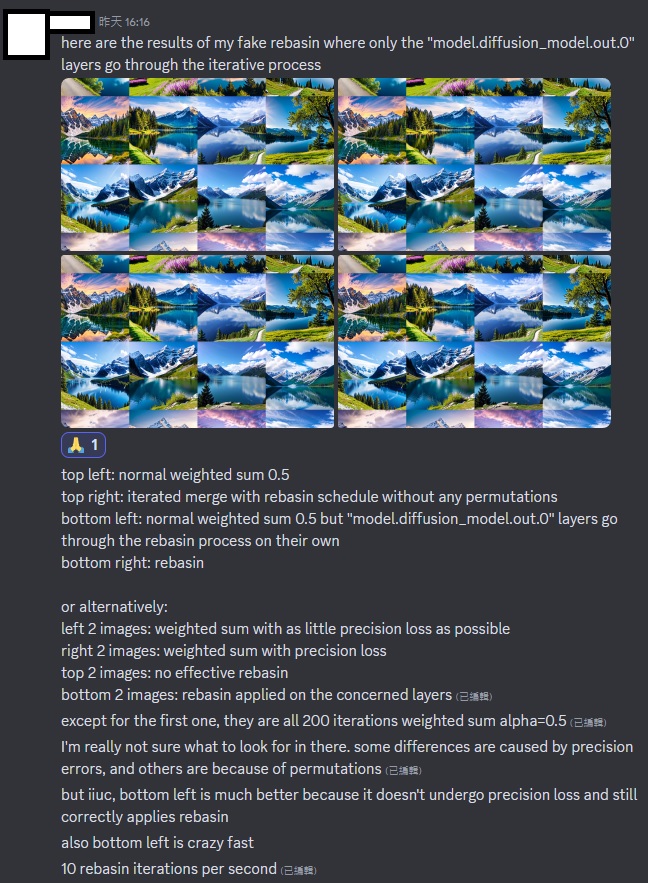 昨天 16:16
here are the results of my fake rebasin where only the "model.diffusion_model.out.0"
layers go through the iterative process
1
top left: normal weighted sum 0.5
top right: iterated merge with rebasin schedule without any permutations
bottom left: normal weighted sum 0.5 but "model.diffusion_model.out.0" layers go
through the rebasin process on their own
bottom right: rebasin
or alternatively:
left 2 images: weighted sum with as little precision loss as possible
right 2 images: weighted sum with precision loss
top 2 images: no effective rebasin
bottom 2 images: rebasin applied on the concerned layers (已編輯)
except for the first one, they are all 200 iterations weighted sum alpha=0.5 (已編輯)
I'm really not sure what to look for in there. some differences are caused by precision
errors, and others are because of permutations (已編輯)
but iiuc, bottom left is much better because it doesn't undergo precision loss and still
correctly applies rebasin
also bottom left is crazy fast
10 rebasin iterations per second (已編輯)